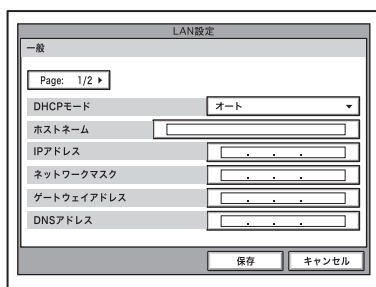 LAN設定
一般
Page: 1/2 ▶
DHCPモード オート ▼
ホストネーム
IPアドレス . . .
ネットワークマスク . . .
ゲートウェイアドレス . . .
DNSアドレス . . .
保存 キャンセル